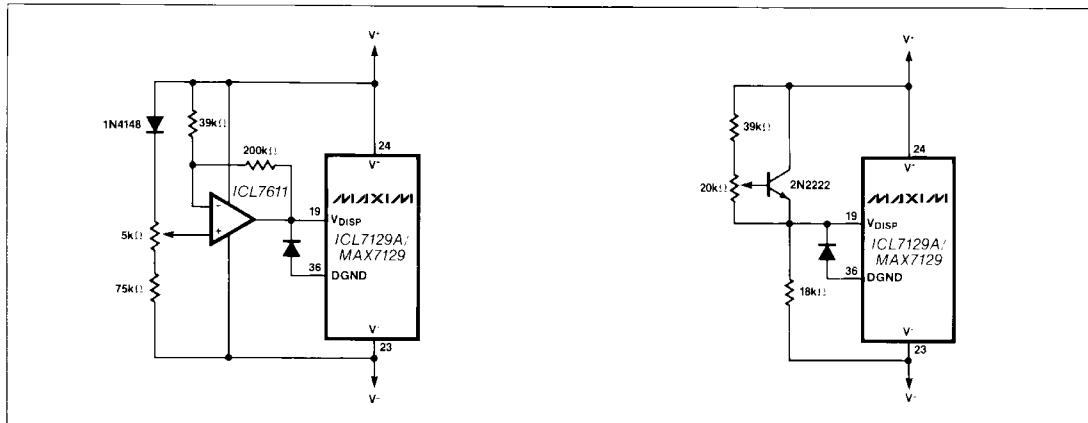 V+
1N4148
39kΩ
200kΩ
ICL7611
-
+
5kΩ
75kΩ
24
V+
MAXIM
19
VDISP
ICL7129A/
MAX7129
36
DGND
V-
23
V-
V+
39kΩ
20kΩ
2N2222
18kΩ
24
V+
MAXIM
19
VDISP
ICL7129A/
MAX7129
36
DGND
V-
23
V-